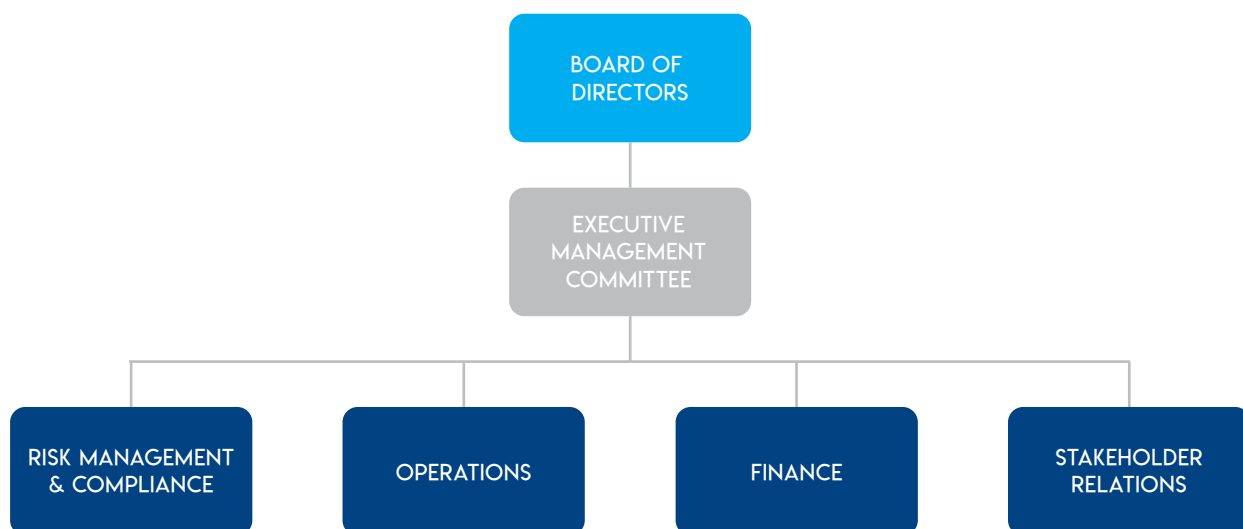 BOARD OF
DIRECTORS
EXECUTIVE
MANAGEMENT
COMMITTEE
RISK MANAGEMENT
& COMPLIANCE
OPERATIONS
FINANCE
STAKEHOLDER
RELATIONS